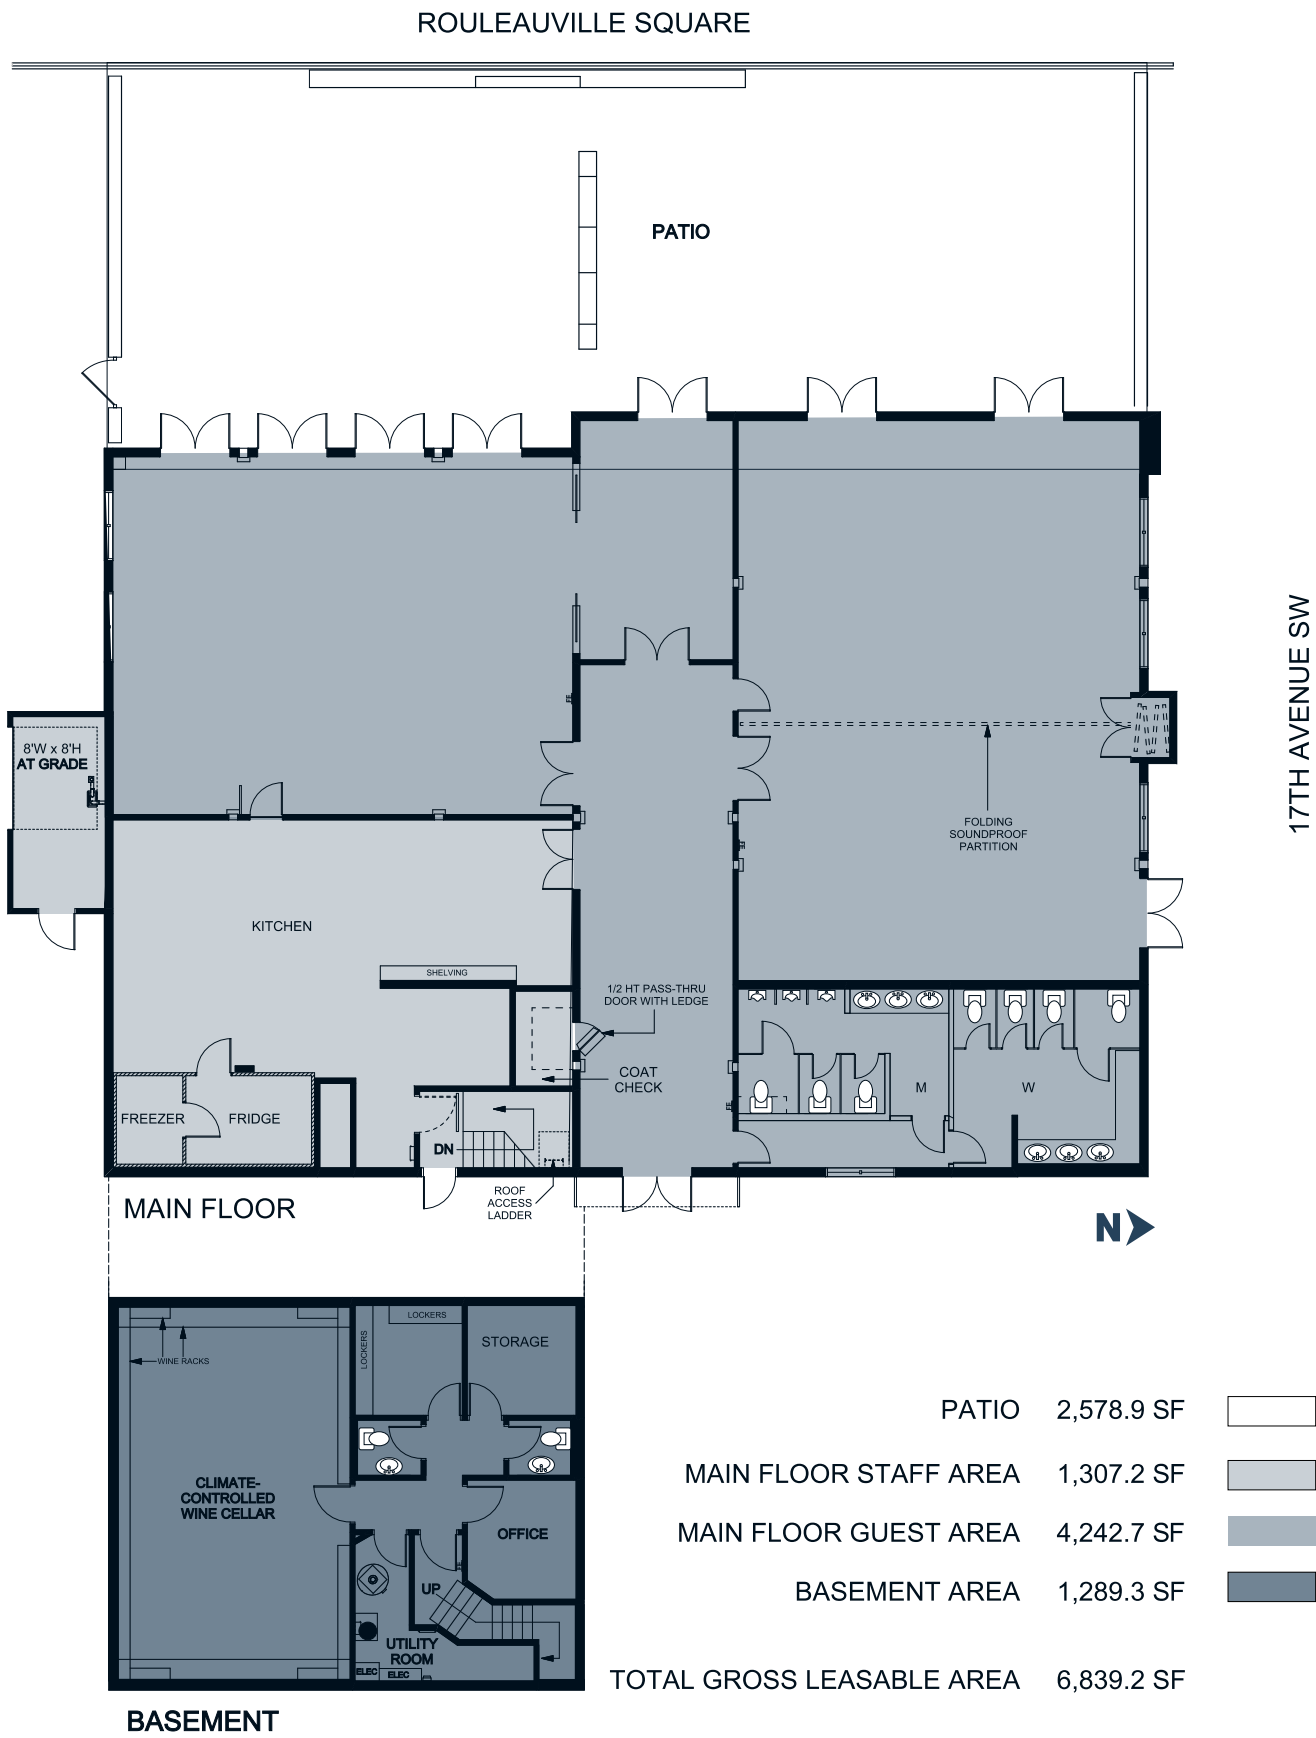 ROULEAUVILLE SQUARE
PATIO
17TH AVENUE SW
8'W x 8'H
AT GRADE
FOLDING
SOUNDPROOF
PARTITION
KITCHEN
SHELVING
1/2 HT PASS-THRU
DOOR WITH LEDGE
COAT
CHECK
FREEZER
FRIDGE
M
W
DN
ROOF
ACCESS
LADDER
MAIN FLOOR
N
LOCKERS
LOCKERS
STORAGE
WINE RACKS
CLIMATE-
CONTROLLED
WINE CELLAR
OFFICE
UP
UTILITY
ROOM
ELEC
ELEC
BASEMENT
PATIO 2,578.9 SF
MAIN FLOOR STAFF AREA 1,307.2 SF
MAIN FLOOR GUEST AREA 4,242.7 SF
BASEMENT AREA 1,289.3 SF
TOTAL GROSS LEASABLE AREA 6,839.2 SF